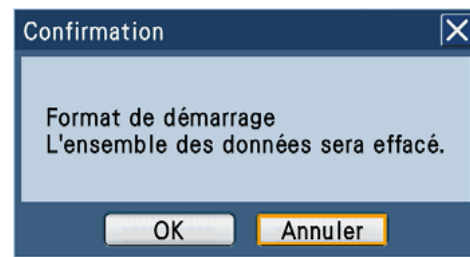 Confirmation
Format de démarrage
L'ensemble des données sera effacé.
OK
Annuler